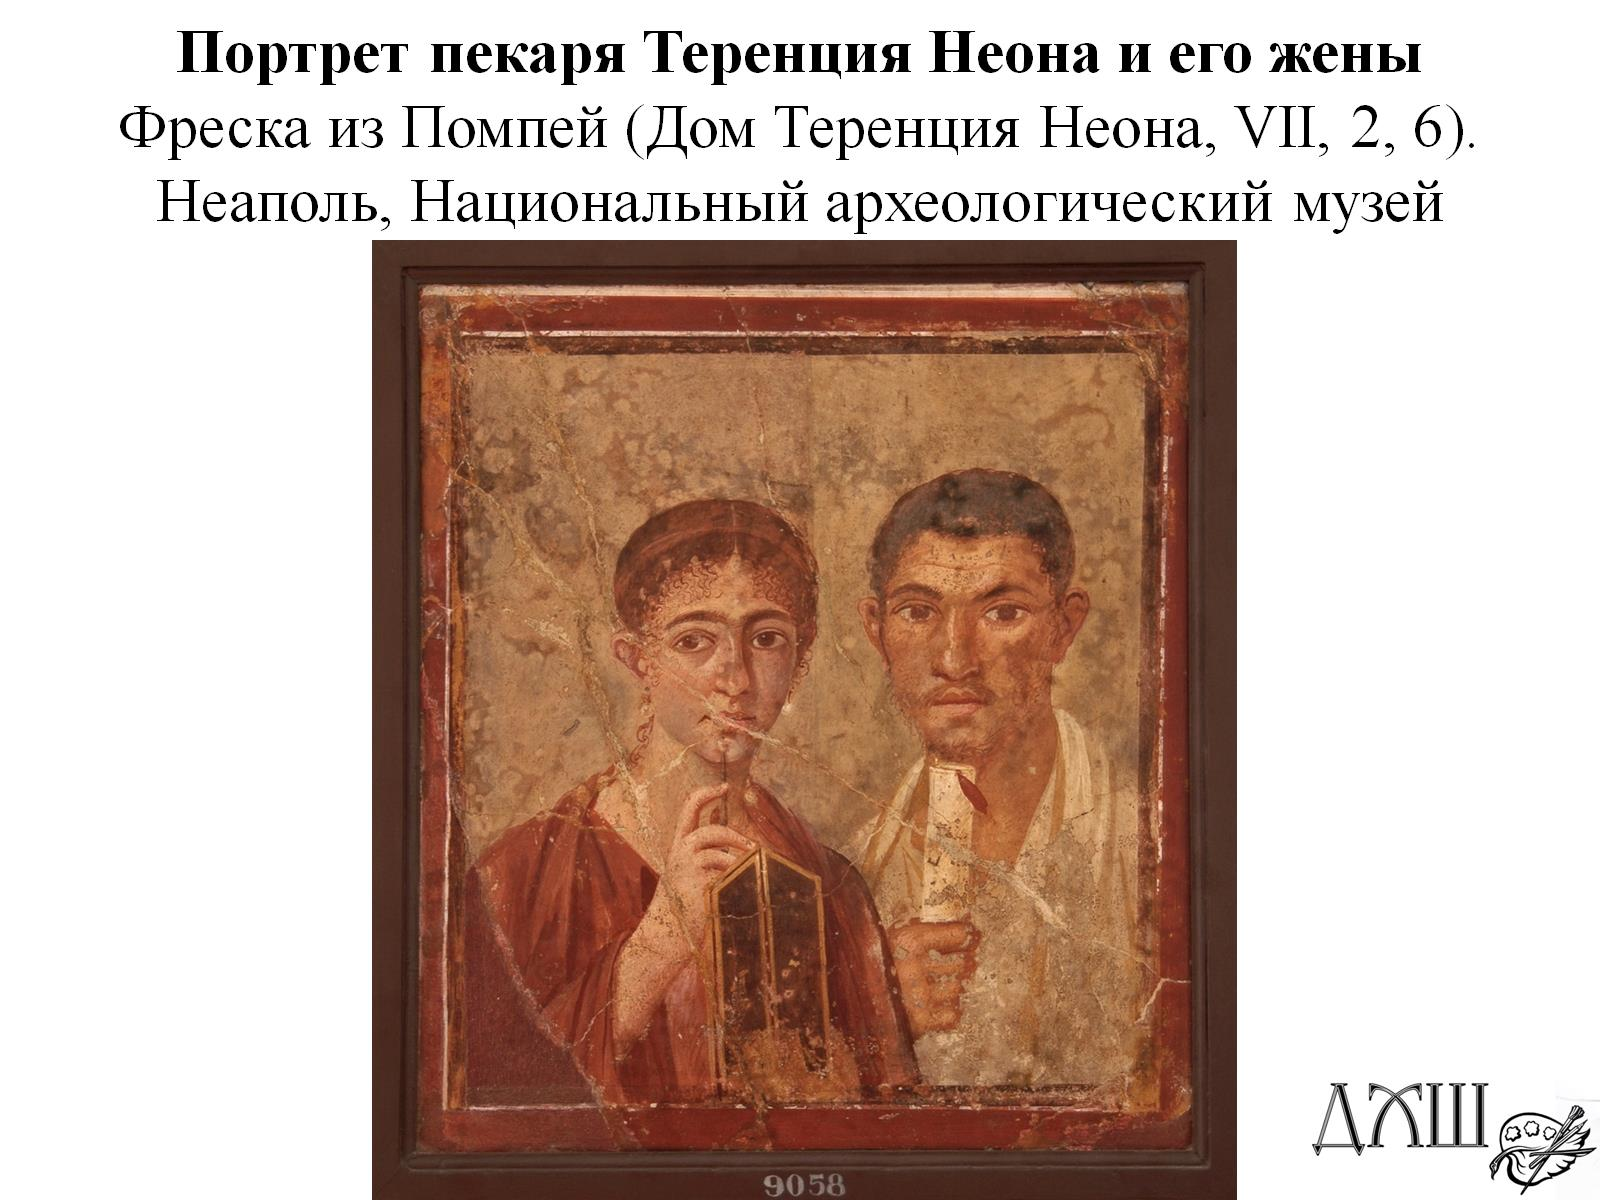 Портрет пекаря Теренция Неона и его жены
Фреска из Помпей (Дом Теренция Неона, VII, 2, 6).
Неаполь, Национальный археологический музей
9058
ДХШ